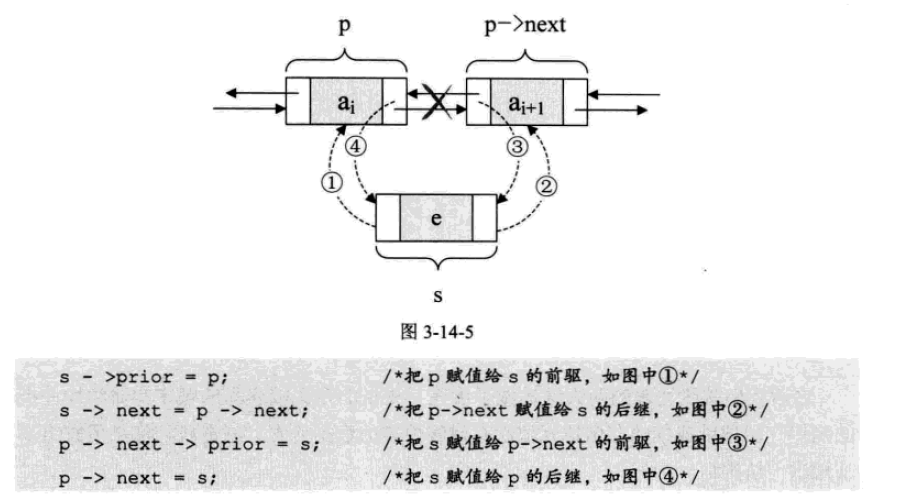 p p->next
aᵢ aᵢ₊₁
④ ③
① ②
e
s
图 3-14-5
s - >prior = p; /*把 p 赋值给 s 的前驱，如图中①*/
s -> next = p -> next; /*把 p->next 赋值给 s 的后继，如图中②*/
p -> next -> prior = s; /*把 s 赋值给 p->next 的前驱，如图中③*/
p -> next = s; /*把 s 赋值给 p 的后继，如图中④*/